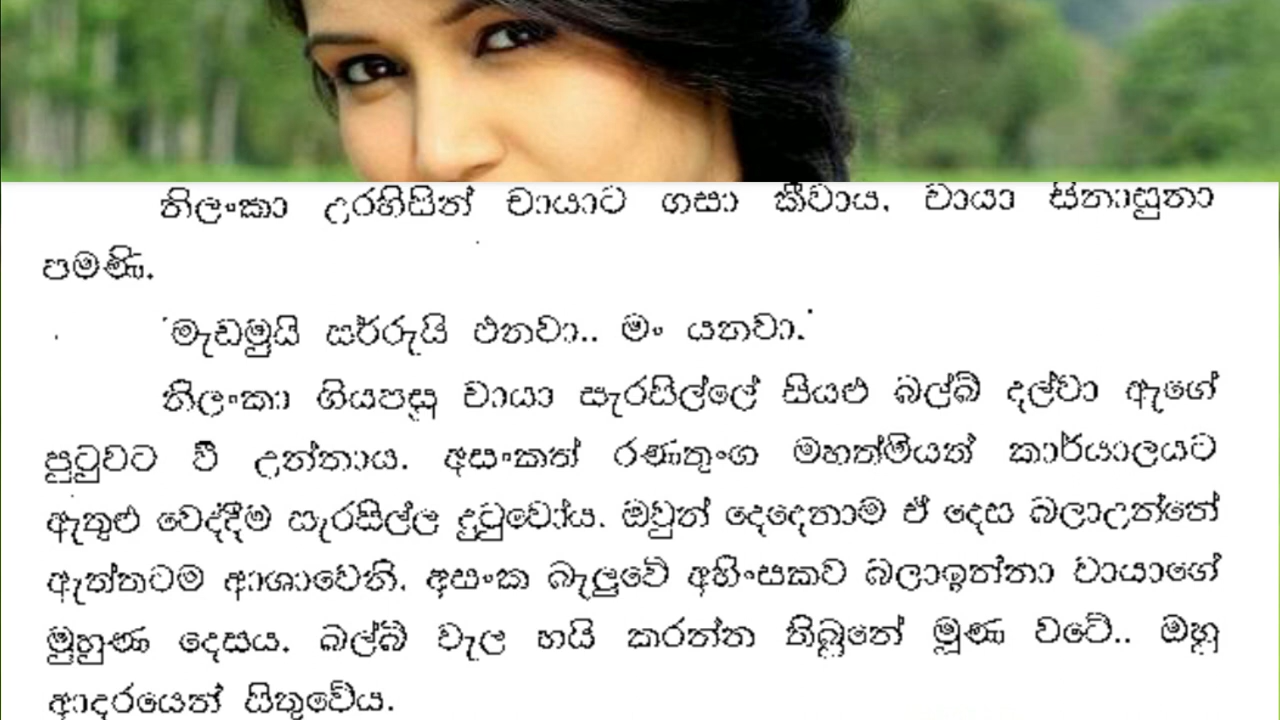 නිලංකා උරහිසින් චායාට ගසා කීවාය. චායා සිනාසුනා
පමණි.
'මැඩමුයි සර්රුයි එනවා.. මං යනවා.'
නිලංකා ගියපසු චායා සැරසිල්ලේ සියළු බල්බ් දල්වා ඇගේ
පුටුවට වී උන්නාය. අසංකත් රණතුංග මහත්මියත් කාර්යාලයට
ඇතුළු වෙද්දීම සැරසිල්ල දුටුවෝය. ඔවුන් දෙදෙනාම ඒ දෙස බලාඋන්නේ
ඇත්තටම ආශාවෙනි. අසංක බැලුවේ අහිංසකව බලාඉන්නා චායාගේ
මුහුණ දෙසය. බල්බ් වැල හයි කරන්න තිබුනේ මූණ වටේ.. ඔහු
ආදරයෙන් සිතුවේය.